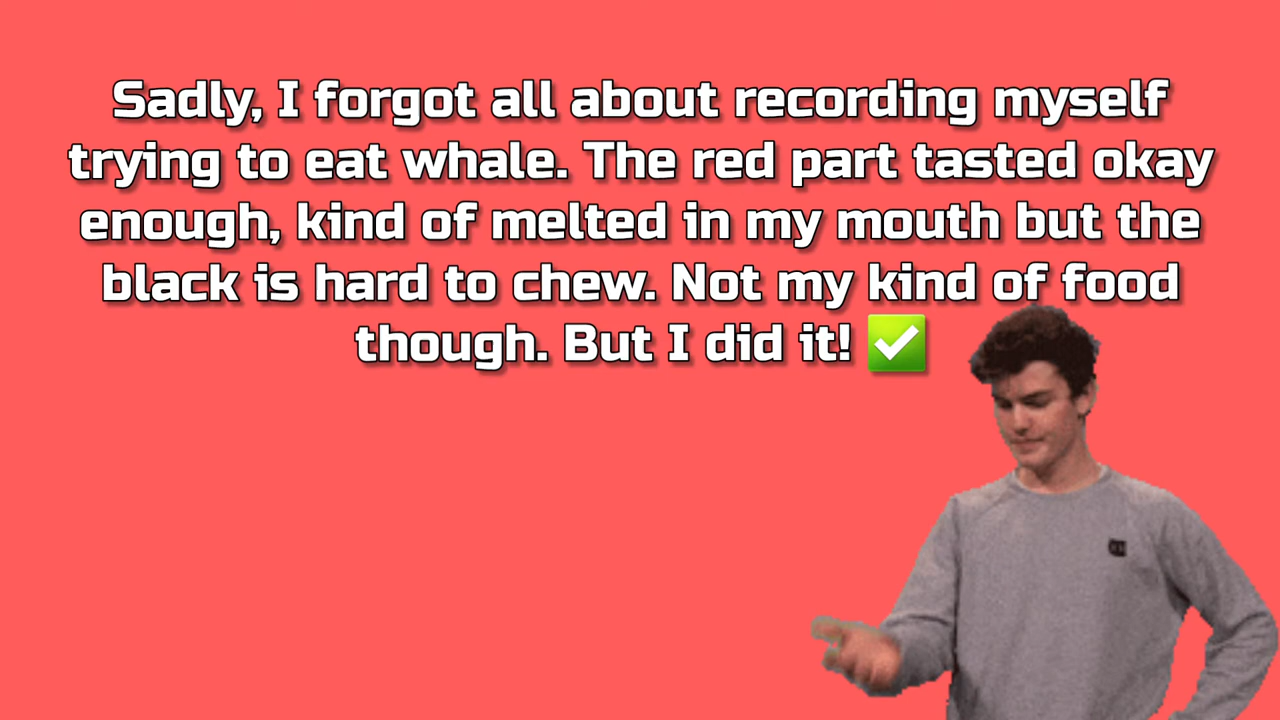 Sadly, I forgot all about recording myself
trying to eat whale. The red part tasted okay
enough, kind of melted in my mouth but the
black is hard to chew. Not my kind of food
though. But I did it! ✅